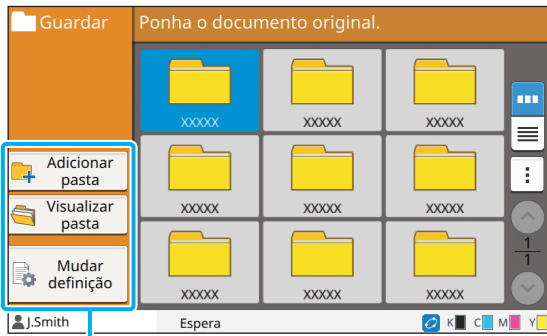 Guardar
Ponha o documento original.
XXXXX XXXXX XXXXX
Adicionar
pasta
XXXXX XXXXX XXXXX
Visualizar
pasta
1
1
Mudar
definição
XXXXX XXXXX XXXXX
J.Smith
Espera
K C M Y